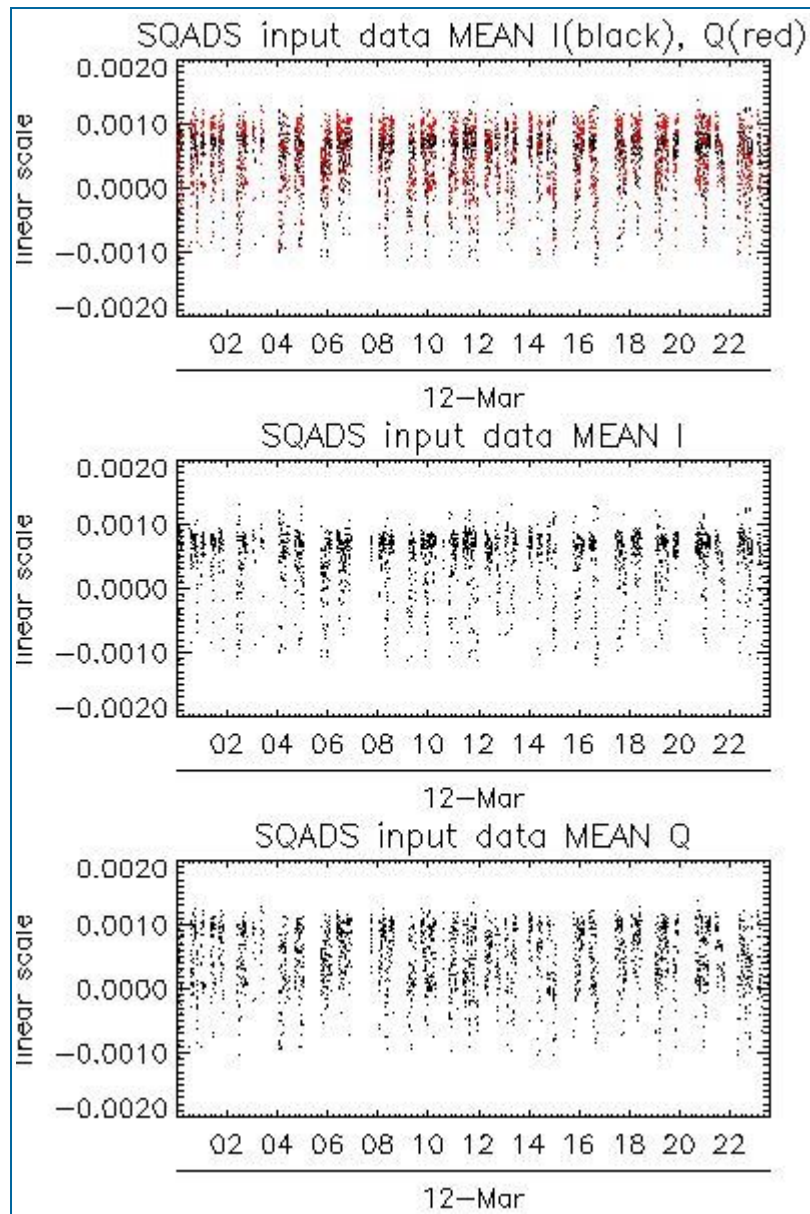 SQADS input data MEAN I(black), Q(red)
0.0020
0.0010
0.0000
−0.0010
−0.0020
linear scale
02 04 06 08 10 12 14 16 18 20 22
12−Mar
SQADS input data MEAN I
0.0020
0.0010
0.0000
−0.0010
−0.0020
linear scale
02 04 06 08 10 12 14 16 18 20 22
12−Mar
SQADS input data MEAN Q
0.0020
0.0010
0.0000
−0.0010
−0.0020
linear scale
02 04 06 08 10 12 14 16 18 20 22
12−Mar